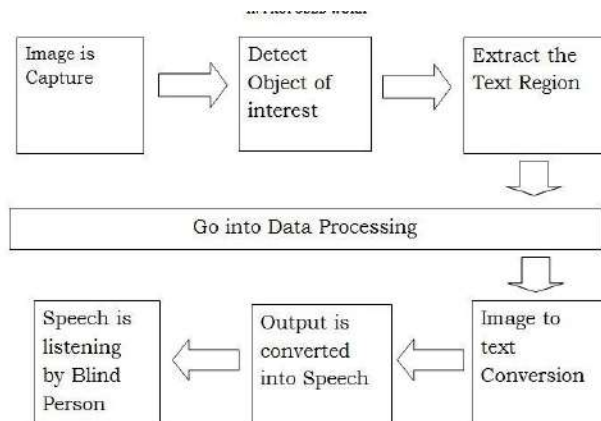 Image is
Capture
Detect
Object of
interest
Extract the
Text Region
Go into Data Processing
Image to
text
Conversion
Output is
converted
into Speech
Speech is
listening
by Blind
Person